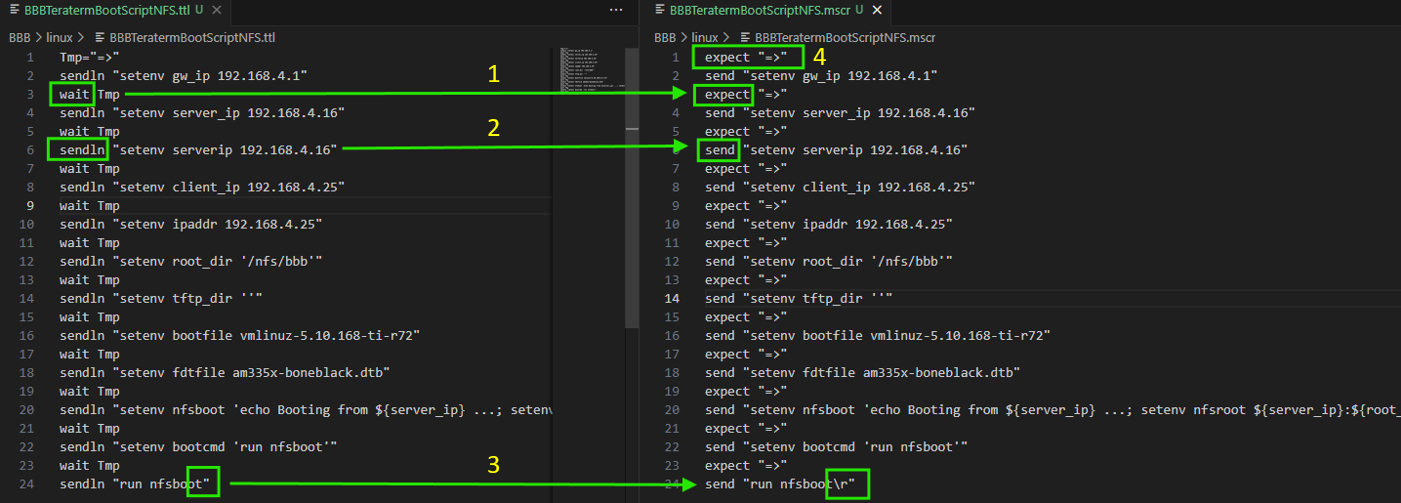 BBBTeratermBootScriptNFS.ttl U
BBB > linux > BBBTeratermBootScriptNFS.ttl
1 Tmp="=>"
2 sendln "setenv gw_ip 192.168.4.1"
3 wait Tmp
4 sendln "setenv server_ip 192.168.4.16"
5 wait Tmp
6 sendln "setenv serverip 192.168.4.16"
7 wait Tmp
8 sendln "setenv client_ip 192.168.4.25"
9 wait Tmp
10 sendln "setenv ipaddr 192.168.4.25"
11 wait Tmp
12 sendln "setenv root_dir '/nfs/bbb'"
13 wait Tmp
14 sendln "setenv tftp_dir ''"
15 wait Tmp
16 sendln "setenv bootfile vmlinuz-5.10.168-ti-r72"
17 wait Tmp
18 sendln "setenv fdtfile am335x-boneblack.dtb"
19 wait Tmp
20 sendln "setenv nfsboot 'echo Booting from ${server_ip} ...; setenv
21 wait Tmp
22 sendln "setenv bootcmd 'run nfsboot'"
23 wait Tmp
24 sendln "run nfsboot"
1
2
3
BBBTeratermBootScriptNFS.mscr U
BBB > linux > BBBTeratermBootScriptNFS.mscr
1 expect "=>" 4
2 send "setenv gw_ip 192.168.4.1"
3 expect "=>"
4 send "setenv server_ip 192.168.4.16"
5 expect "=>"
send "setenv serverip 192.168.4.16"
7 expect "=>"
8 send "setenv client_ip 192.168.4.25"
9 expect "=>"
10 send "setenv ipaddr 192.168.4.25"
11 expect "=>"
12 send "setenv root_dir '/nfs/bbb'"
13 expect "=>"
14 send "setenv tftp_dir ''"
15 expect "=>"
16 send "setenv bootfile vmlinuz-5.10.168-ti-r72"
17 expect "=>"
18 send "setenv fdtfile am335x-boneblack.dtb"
19 expect "=>"
20 send "setenv nfsboot 'echo Booting from ${server_ip} ...; setenv nfsroot ${server_ip}:${root_
21 expect "=>"
22 send "setenv bootcmd 'run nfsboot'"
23 expect "=>"
24 send "run nfsboot\r"